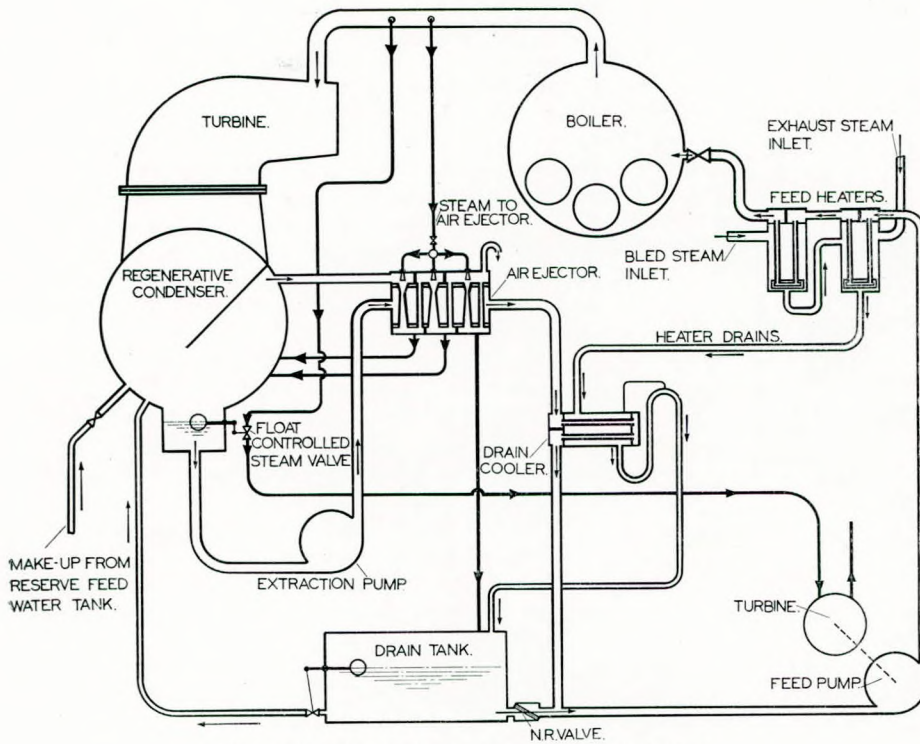 TURBINE.
BOILER.
EXHAUST STEAM
INLET.
FEED HEATERS.
STEAM TO
AIR EJECTOR.
BLED STEAM
INLET.
REGENERATIVE
CONDENSER.
AIR EJECTOR.
HEATER DRAINS.
FLOAT
CONTROLLED
STEAM VALVE
DRAIN
COOLER.
MAKE-UP FROM
RESERVE FEED
WATER TANK.
EXTRACTION PUMP.
TURBINE.
DRAIN TANK.
FEED PUMP.
N.R.VALVE.